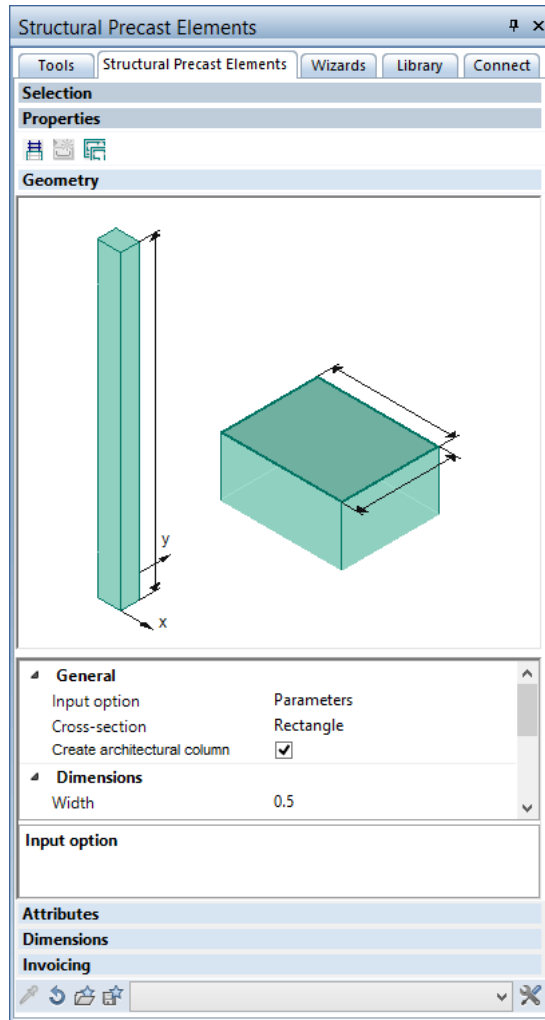 Structural Precast Elements
Tools Structural Precast Elements Wizards Library Connect
Selection
Properties
Geometry
y
x
General
Input option Parameters
Cross-section Rectangle
Create architectural column
Dimensions
Width 0.5
Input option
Attributes
Dimensions
Invoicing